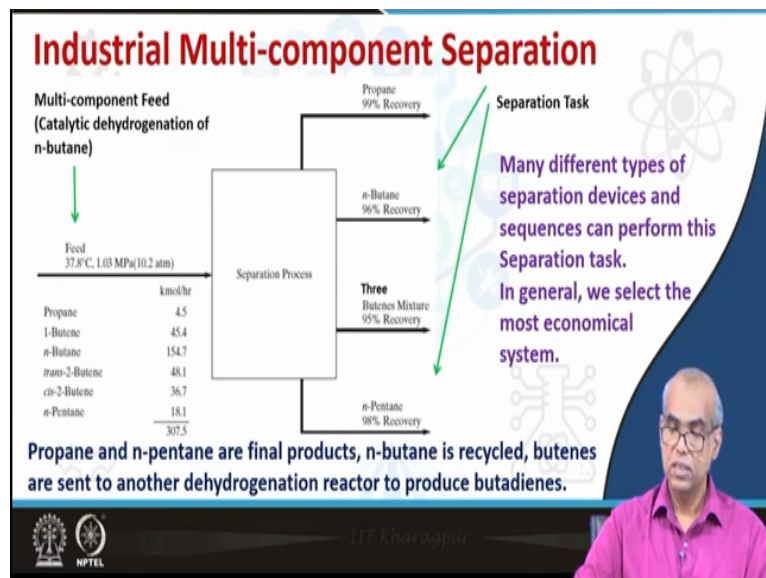 Industrial Multi-component Separation
Multi-component Feed
(Catalytic dehydrogenation of
n-butane)
Propane
99% Recovery
Separation Task
n-Butane
96% Recovery
Many different types of
separation devices and
sequences can perform this
Separation task.
In general, we select the
most economical
system.
Feed
37.8°C, 1.03 MPa(10.2 atm)
Separation Process
Three
Butenes Mixture
95% Recovery
kmol/hr
Propane 4.5
1-Butene 45.4
n-Butane 154.7
trans-2-Butene 48.1
cis-2-Butene 36.7
n-Pentane 18.1
307.5
n-Pentane
98% Recovery
Propane and n-pentane are final products, n-butane is recycled, butenes
are sent to another dehydrogenation reactor to produce butadienes.
NPTEL
IIT Kharagpur